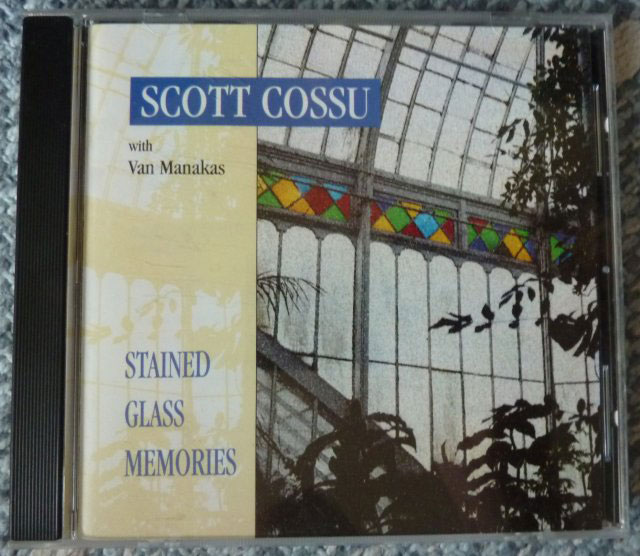 SCOTT COSSU
with
Van Manakas
STAINED
GLASS
MEMORIES